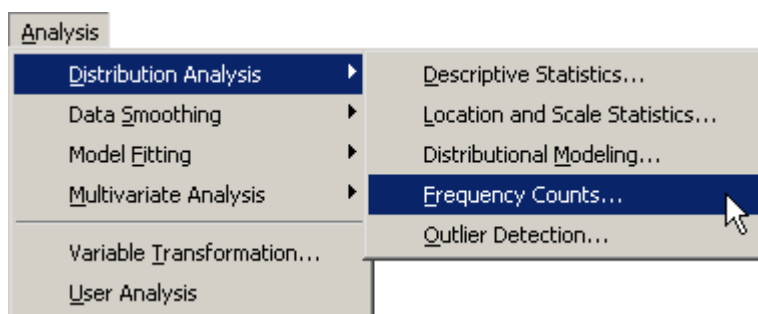 Analysis
Distribution Analysis
Data Smoothing
Model Fitting
Multivariate Analysis
Variable Transformation...
User Analysis
Descriptive Statistics...
Location and Scale Statistics...
Distributional Modeling...
Frequency Counts...
Outlier Detection...